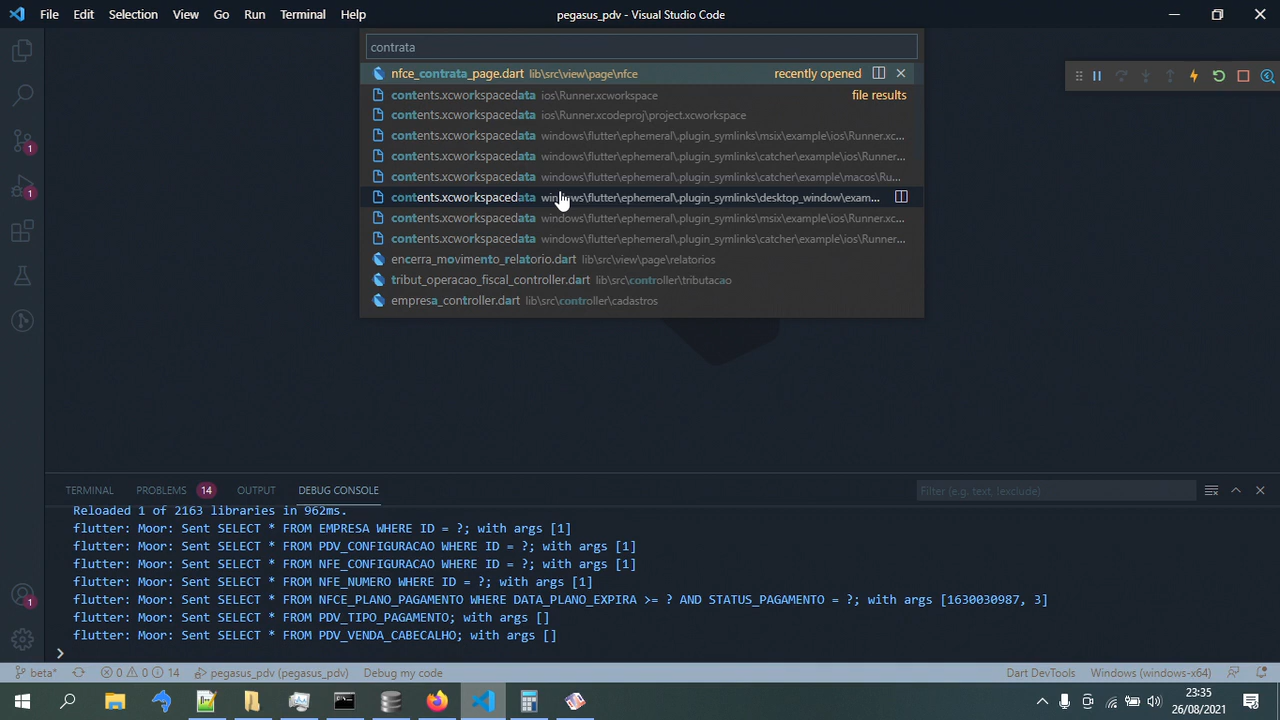 File Edit Selection View Go Run Terminal Help pegasus_pdv - Visual Studio Code
contrata
nfce_contrata_page.dart lib\src\view\page\nfce recently opened
contents.xcworkspacedata ios\Runner.xcworkspace file results
contents.xcworkspacedata ios\Runner.xcodeproj\project.xcworkspace
contents.xcworkspacedata windows\flutter\ephemeral\.plugin_symlinks\msix\example\ios\Runner.xc...
contents.xcworkspacedata windows\flutter\ephemeral\.plugin_symlinks\catcher\example\ios\Runner...
contents.xcworkspacedata windows\flutter\ephemeral\.plugin_symlinks\catcher\example\macos\Ru...
contents.xcworkspacedata windows\flutter\ephemeral\.plugin_symlinks\desktop_window\exam...
contents.xcworkspacedata windows\flutter\ephemeral\.plugin_symlinks\msix\example\ios\Runner.xc...
contents.xcworkspacedata windows\flutter\ephemeral\.plugin_symlinks\catcher\example\ios\Runner...
encerra_movimento_relatorio.dart lib\src\view\page\relatorios
tribut_operacao_fiscal_controller.dart lib\src\controller\tributacao
empresa_controller.dart lib\src\controller\cadastros
1
1
TERMINAL PROBLEMS 14 OUTPUT DEBUG CONSOLE Filter (e.g. text, !exclude)
Reloaded 1 of 2163 libraries in 962ms.
flutter: Moor: Sent SELECT * FROM EMPRESA WHERE ID = ?; with args [1]
flutter: Moor: Sent SELECT * FROM PDV_CONFIGURACAO WHERE ID = ?; with args [1]
flutter: Moor: Sent SELECT * FROM NFE_CONFIGURACAO WHERE ID = ?; with args [1]
flutter: Moor: Sent SELECT * FROM NFE_NUMERO WHERE ID = ?; with args [1]
flutter: Moor: Sent SELECT * FROM NFCE_PLANO_PAGAMENTO WHERE DATA_PLANO_EXPIRA >= ? AND STATUS_PAGAMENTO = ?; with args [1630030987, 3]
flutter: Moor: Sent SELECT * FROM PDV_TIPO_PAGAMENTO; with args []
flutter: Moor: Sent SELECT * FROM PDV_VENDA_CABECALHO; with args []
1
beta* 0 0 14 pegasus_pdv (pegasus_pdv) Debug my code Dart DevTools Windows (windows-x64)
23:35
26/08/2021